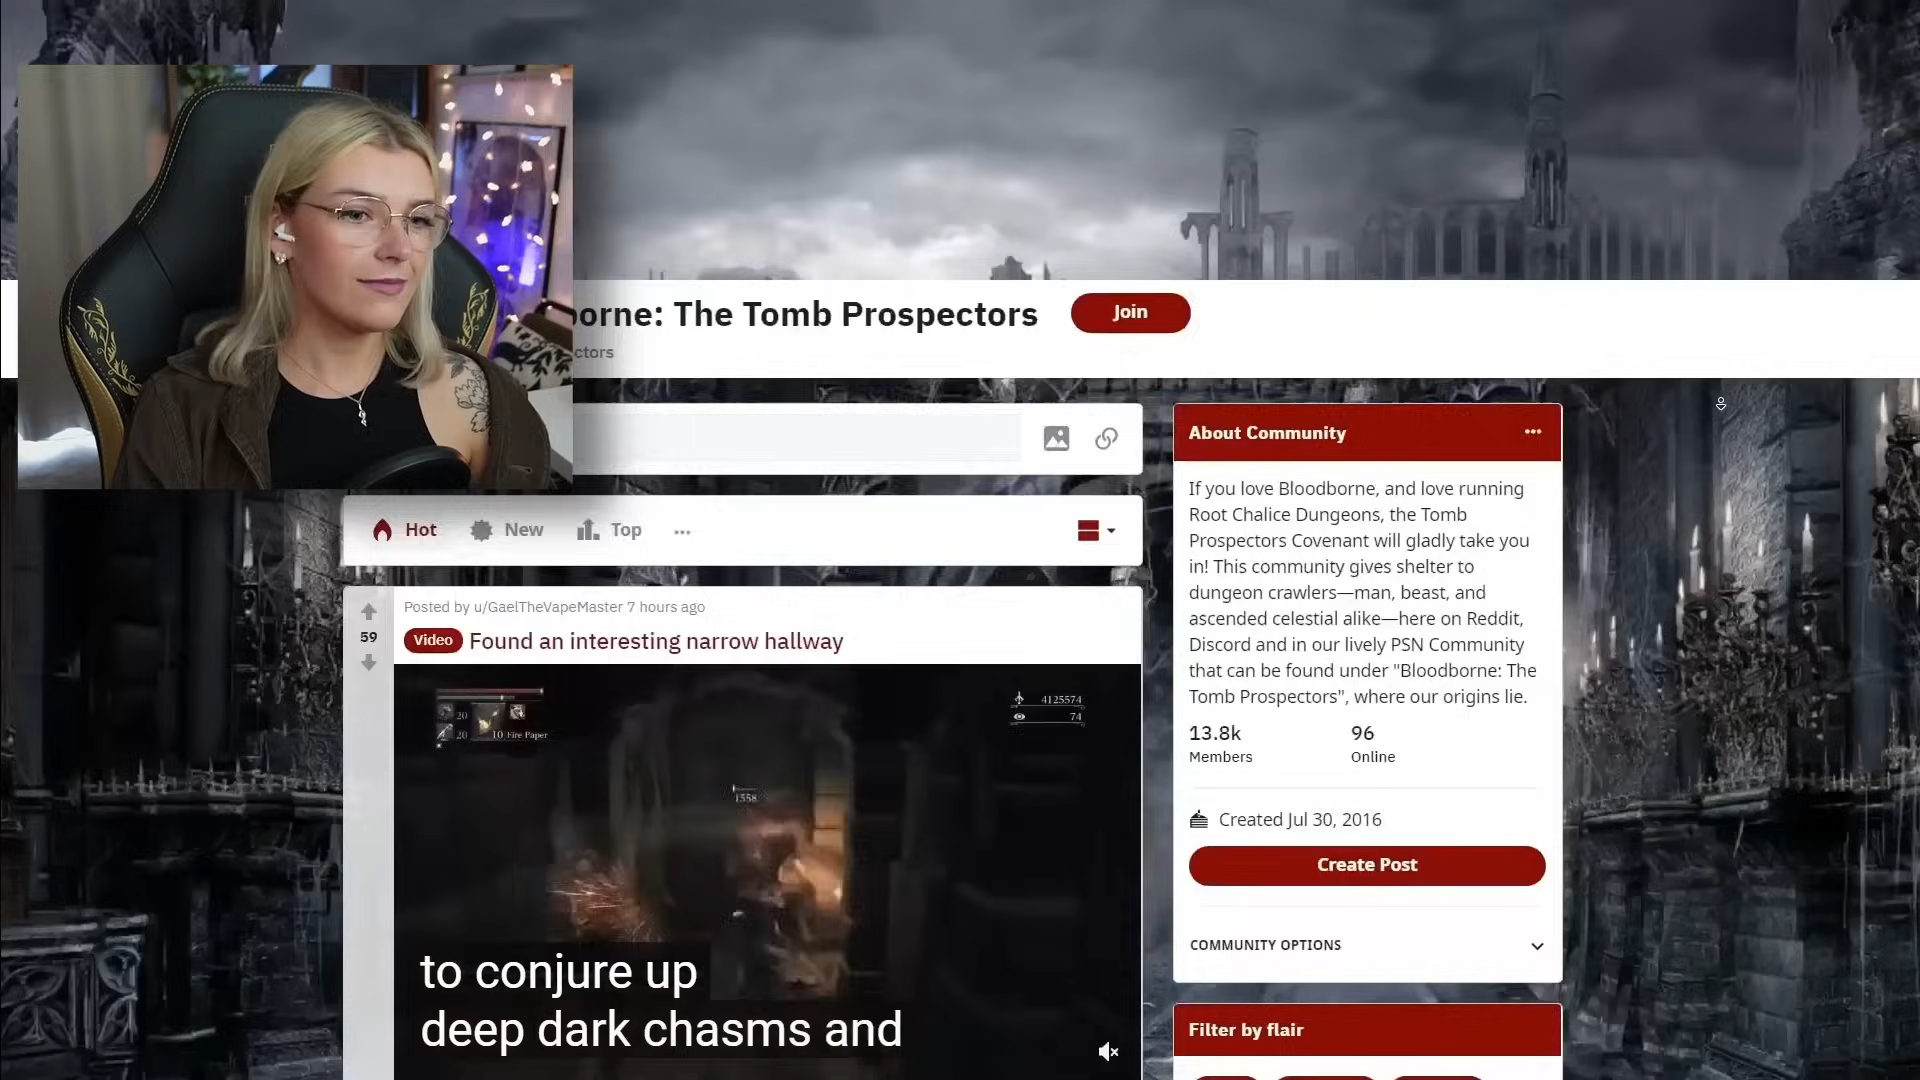 borne: The Tomb Prospectors
Join
ctors
Hot
New
Top
Posted by u/GaelTheVapeMaster 7 hours ago
59
Video
Found an interesting narrow hallway
20
20
10 Fire Paper
4125574
74
1558
to conjure up
deep dark chasms and
About Community
If you love Bloodborne, and love running
Root Chalice Dungeons, the Tomb
Prospectors Covenant will gladly take you
in! This community gives shelter to
dungeon crawlers—man, beast, and
ascended celestial alike—here on Reddit,
Discord and in our lively PSN Community
that can be found under "Bloodborne: The
Tomb Prospectors", where our origins lie.
13.8k
96
Members
Online
Created Jul 30, 2016
Create Post
COMMUNITY OPTIONS
Filter by flair